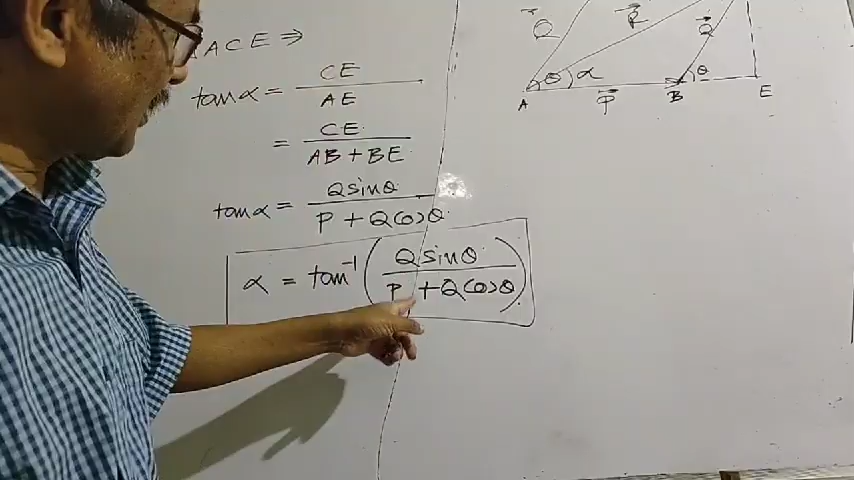 ACE ⇒
tanα = CE / AE
= CE / AB + BE
tanα = Qsinθ / P + Qcosθ
α = tan⁻¹ (Qsinθ / P + Qcosθ)
Q⃗ R⃗ Q⃗
θ α θ
A P⃗ B E